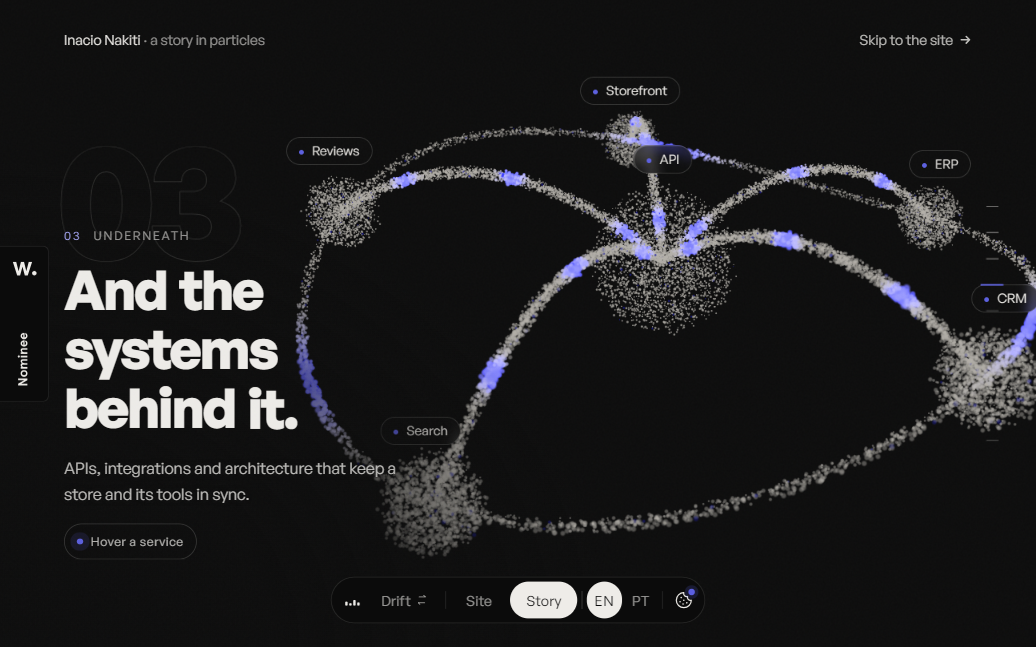 Inacio Nakiti · a story in particles
Skip to the site →
Storefront
Reviews
API
ERP
03
03 UNDERNEATH
W.
Nominee
And the
systems
behind it.
CRM
Search
APIs, integrations and architecture that keep a
store and its tools in sync.
Hover a service
Drift
Site
Story
EN
PT